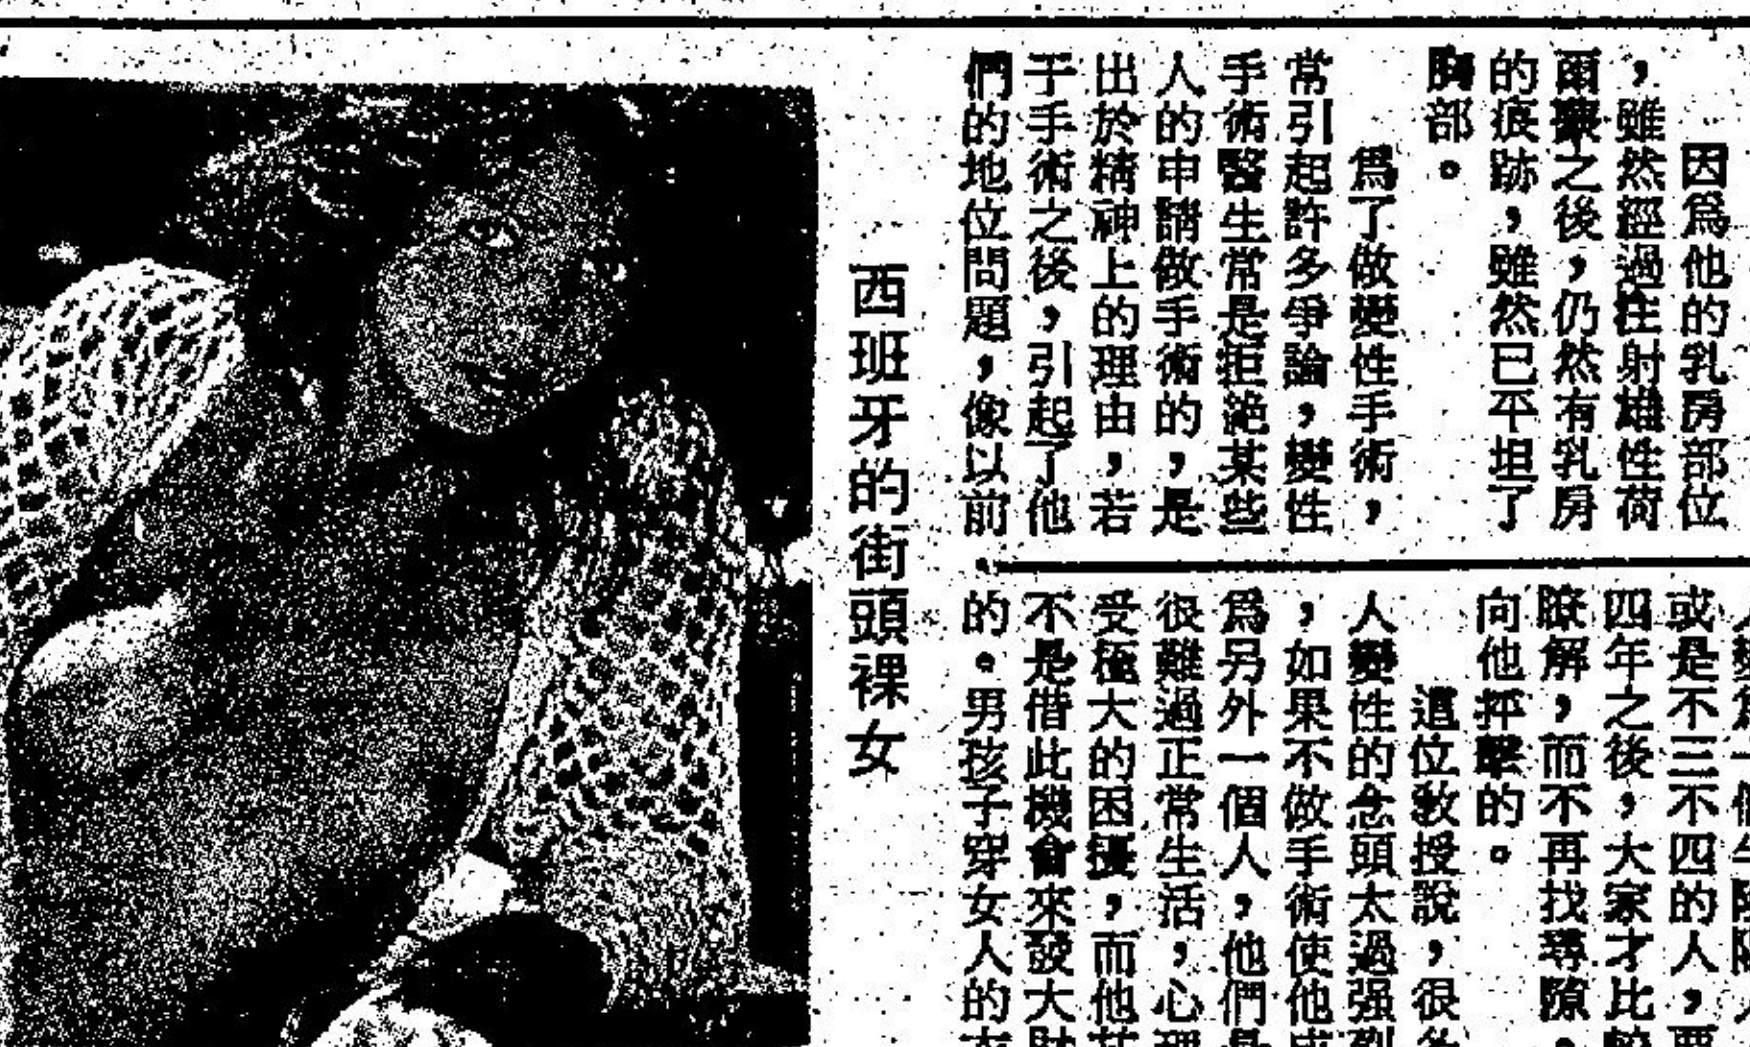 因爲他的乳房部位
，雖然經過注射雄性荷
爾蒙之後，仍然有乳房
的痕跡，雖然已平坦了
胸部。
爲了做變性手術，
常引起許多爭論，變性
手術醫生常是拒絶某些
人的申請做手術的，是
出於精神上的理由，若
于手術之後，引起了他
們的地位問題，像以前
西班牙的街頭裸女
或是不三不四的人，要
四年之後，大家才比較
瞭解，而不再找尋隙，
向他抨擊的。
這位敎授說，很多
人變性的念頭太過强烈
，如果不做手術使他成
爲另外一個人，他們是
很難過正常生活，心理
受極大的困擾，而他
不是借此機會來發大財
的。男孩子穿女人的